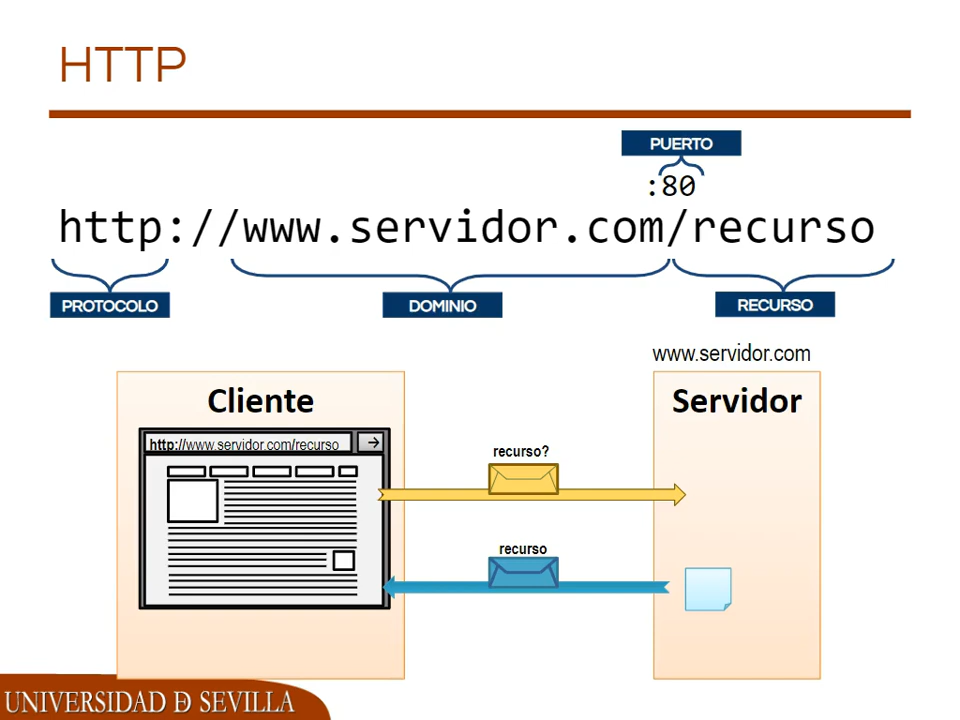 HTTP
PUERTO
:80
http://www.servidor.com/recurso
PROTOCOLO
DOMINIO
RECURSO
www.servidor.com
Cliente
Servidor
http://www.servidor.com/recurso
recurso?
recurso
UNIVERSIDAD DE SEVILLA